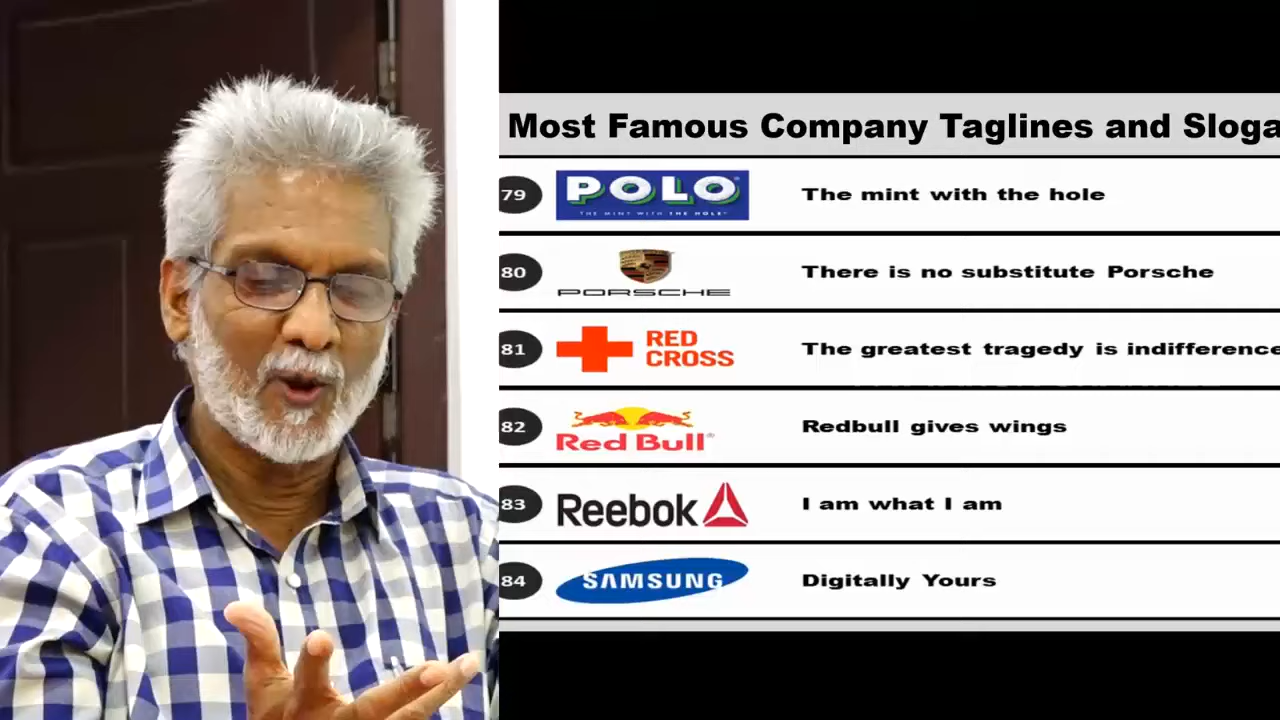 Most Famous Company Taglines and Sloga
79 POLO The mint with the hole
THE MINT WITH THE HOLE
80 PORSCHE There is no substitute Porsche
81 RED CROSS The greatest tragedy is indifference
82 Red Bull Redbull gives wings
83 Reebok I am what I am
84 SAMSUNG Digitally Yours